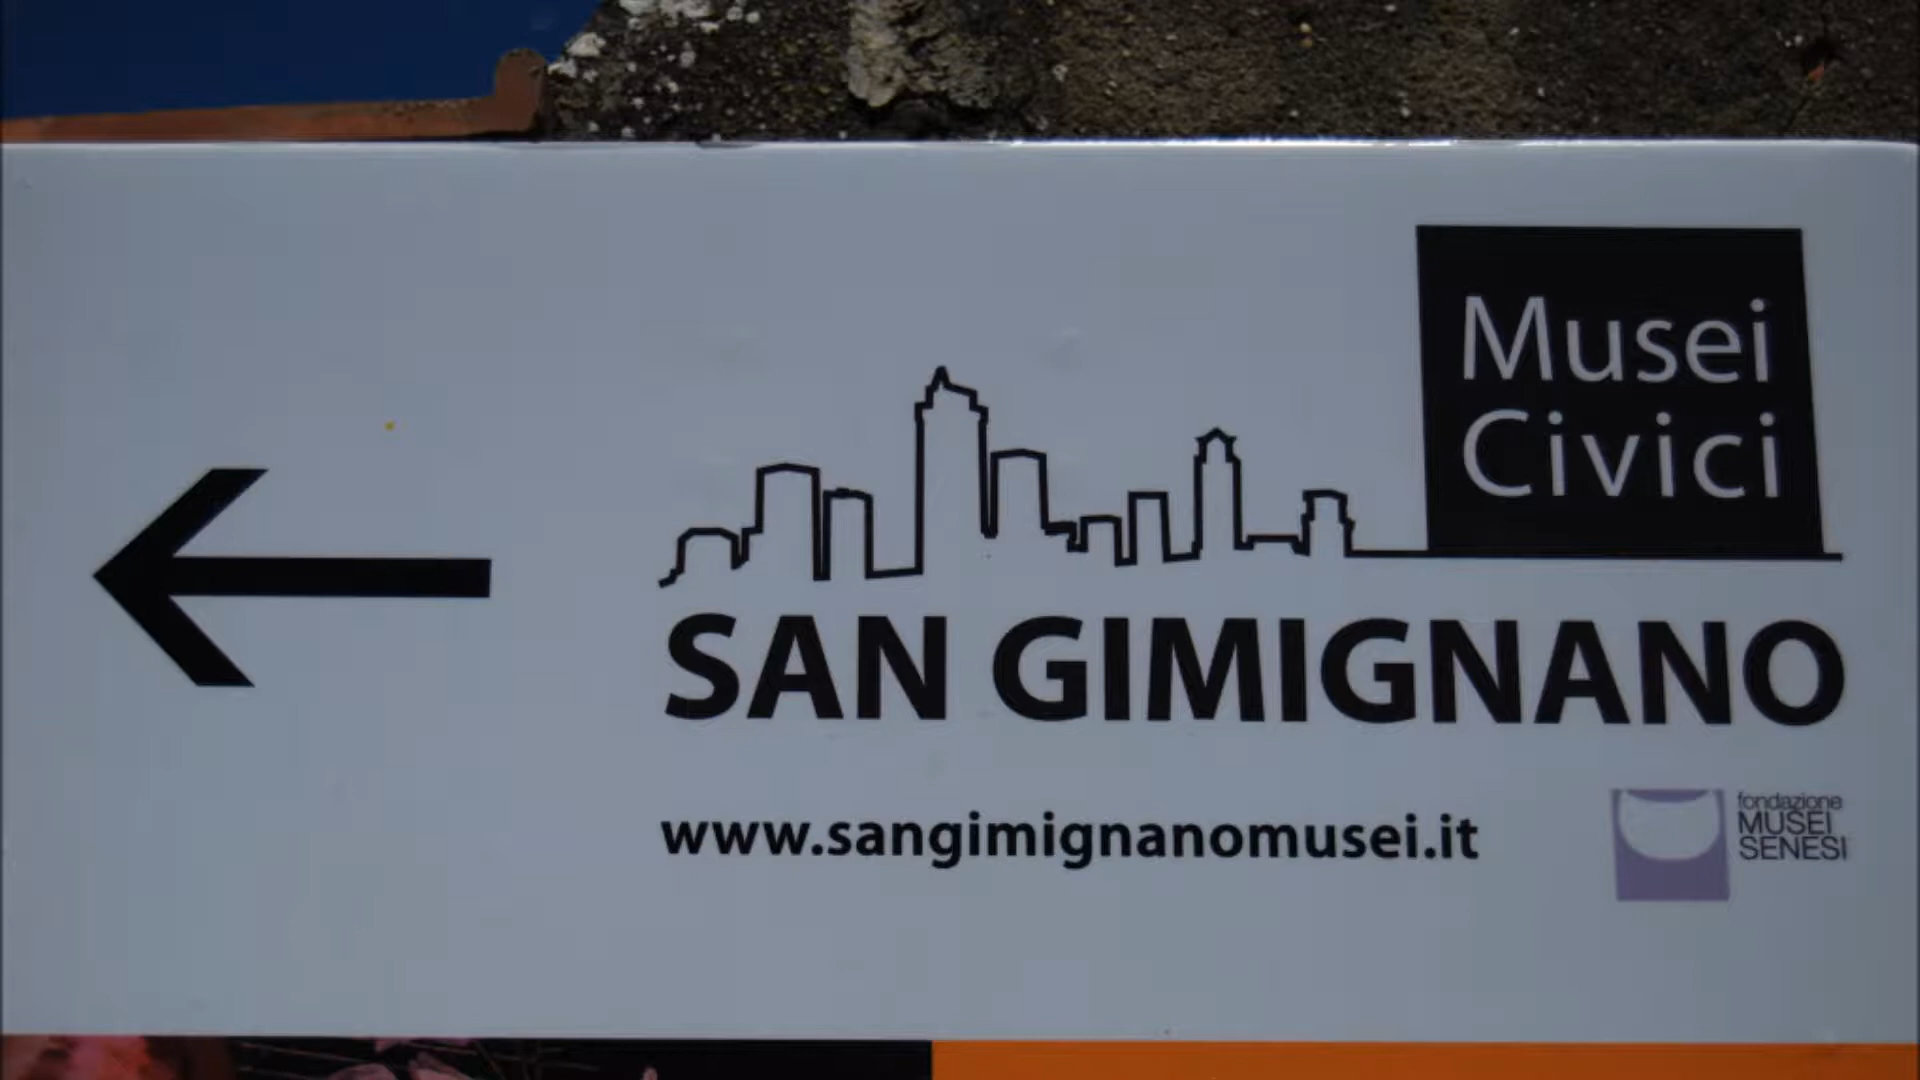 Musei
Civici
SAN GIMIGNANO
www.sangimignanomusei.it
fondazione
MUSEI
SENESI